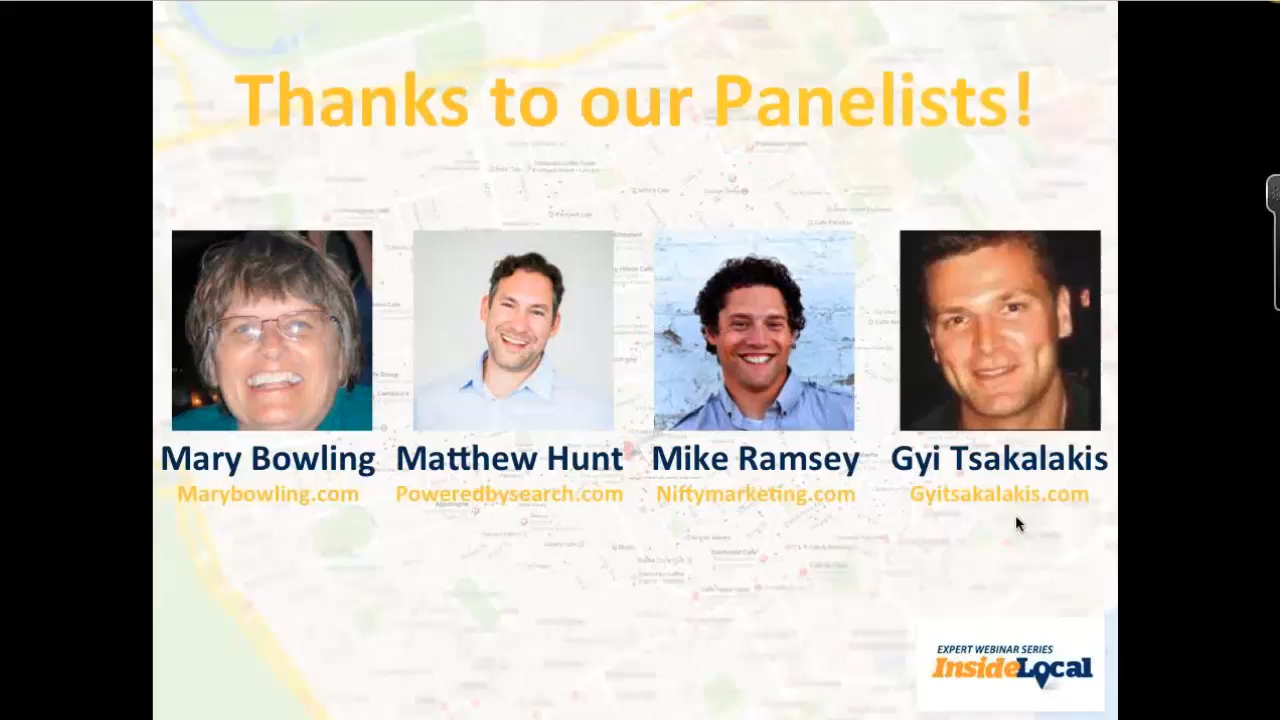 Thanks to our Panelists!
Mary Bowling
Matthew Hunt
Mike Ramsey
Gyi Tsakalakis
Marybowling.com
Poweredbysearch.com
Niftymarketing.com
Gyitsakalakis.com
EXPERT WEBINAR SERIES
InsideLocal